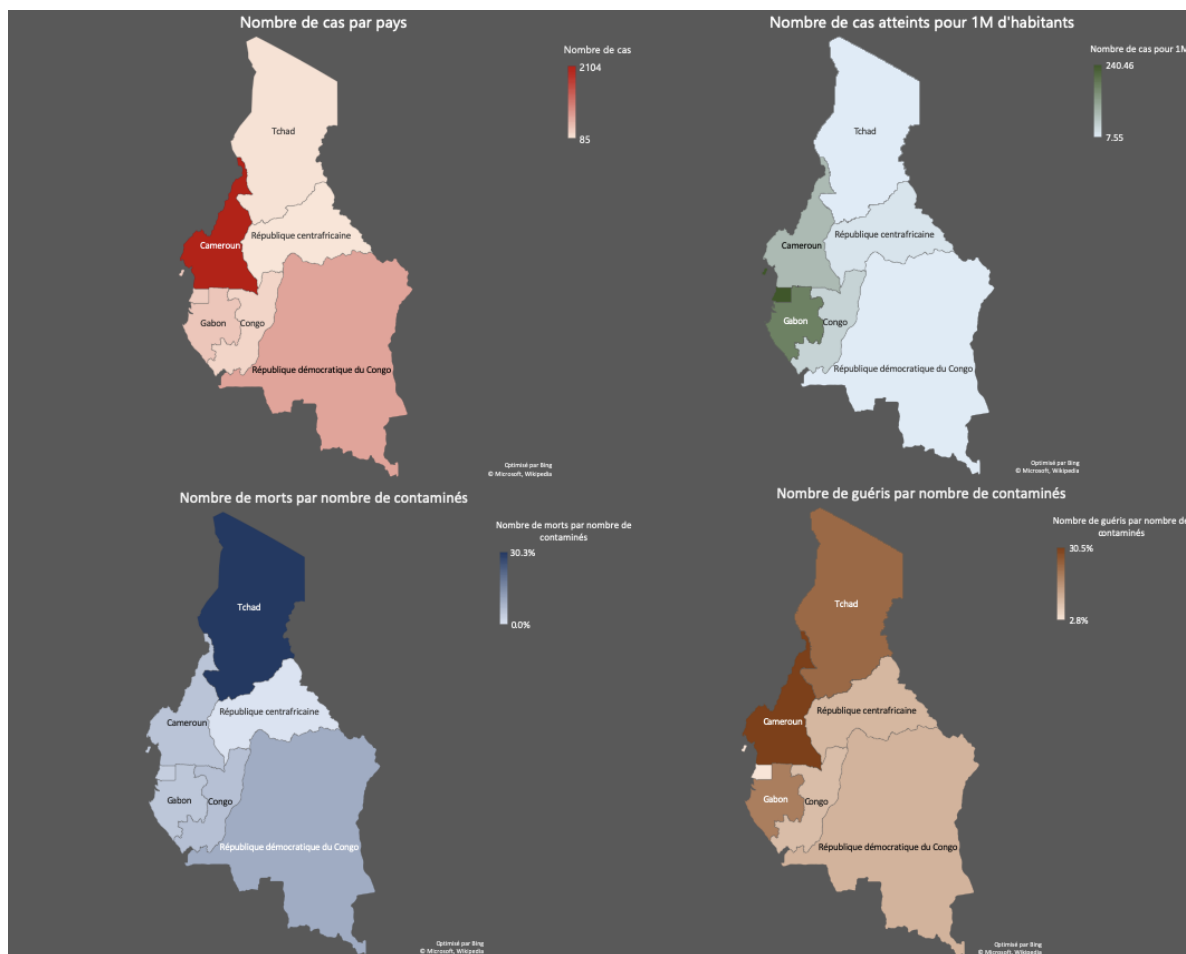 Nombre de cas par pays
Nombre de cas
2104
85
Tchad
République centrafricaine
Cameroun
Gabon
Congo
République démocratique du Congo
Optimisé par Bing
© Microsoft, Wikipedia
Nombre de cas atteints pour 1M d'habitants
Nombre de cas pour 1M
240.46
7.55
Tchad
République centrafricaine
Cameroun
Gabon
Congo
République démocratique du Congo
Optimisé par Bing
© Microsoft, Wikipedia
Nombre de morts par nombre de contaminés
Nombre de morts par nombre de
contaminés
30.3%
0.0%
Tchad
République centrafricaine
Cameroun
Gabon
Congo
République démocratique du Congo
Optimisé par Bing
© Microsoft, Wikipedia
Nombre de guéris par nombre de contaminés
Nombre de guéris par nombre de
contaminés
30.5%
2.8%
Tchad
République centrafricaine
Cameroun
Gabon
Congo
République démocratique du Congo
Optimisé par Bing
© Microsoft, Wikipedia